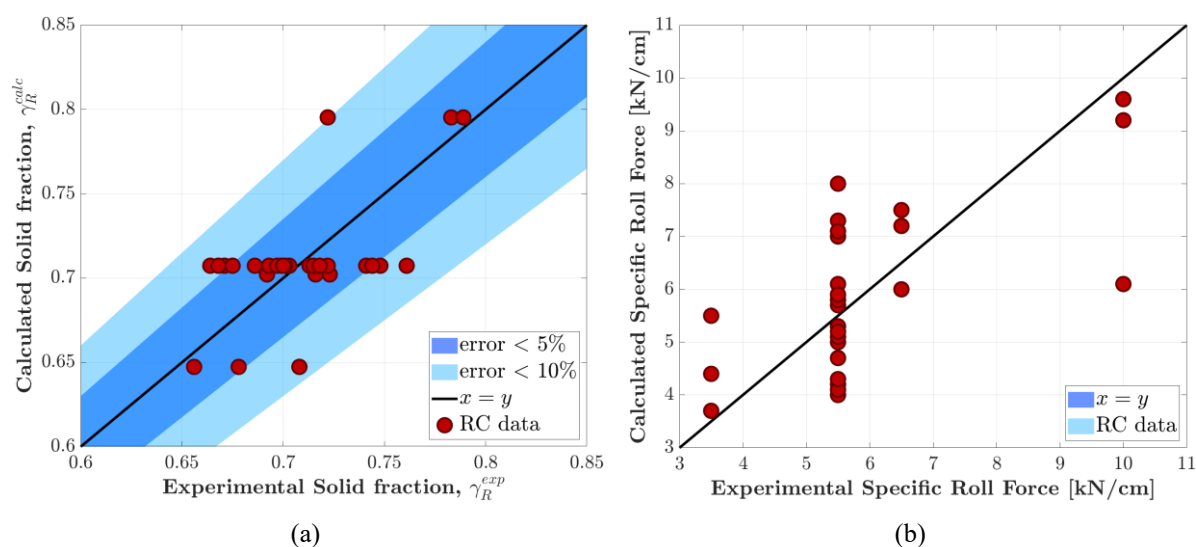 0.85
0.8
0.75
0.7
0.65
0.6
Calculated Solid fraction, γ_R^{calc}
error < 5%
error < 10%
x = y
RC data
0.6 0.65 0.7 0.75 0.8 0.85
Experimental Solid fraction, γ_R^{exp}
(a)
11
10
9
8
7
6
5
4
3
Calculated Specific Roll Force [kN/cm]
x = y
RC data
3 4 5 6 7 8 9 10 11
Experimental Specific Roll Force [kN/cm]
(b)